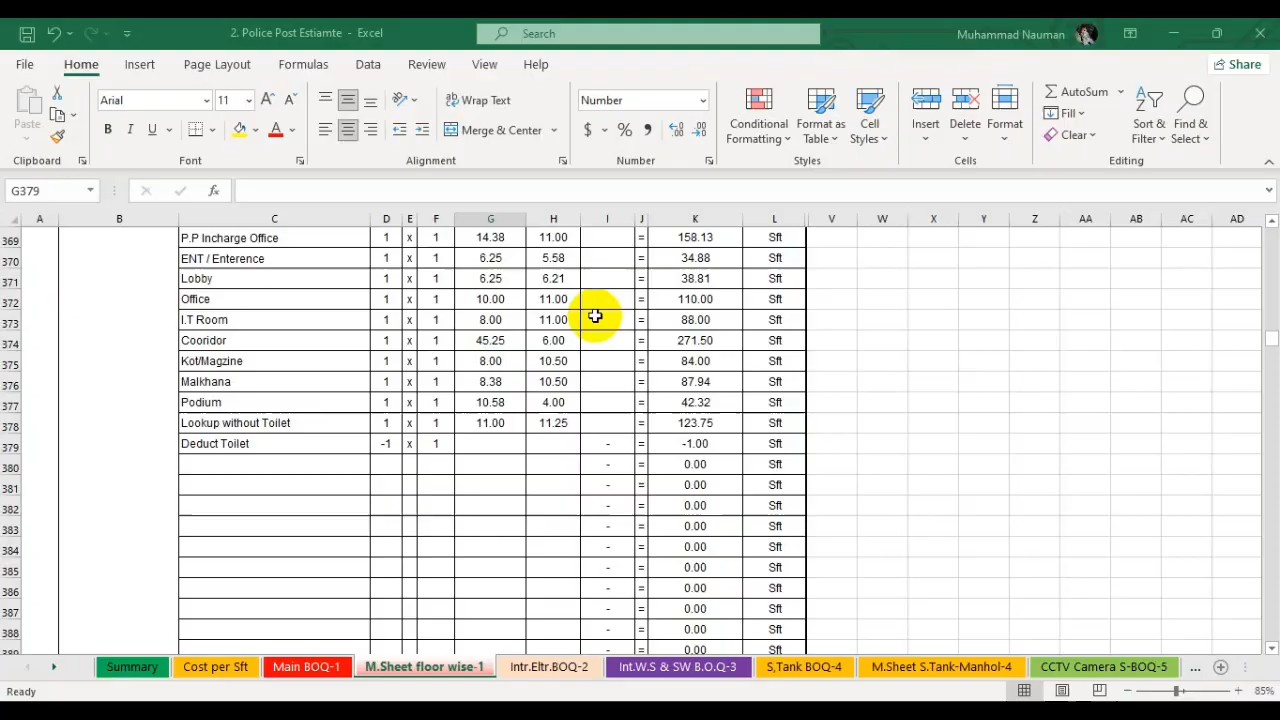 2. Police Post Estiamte - Excel
Search
Muhammad Nauman
File Home Insert Page Layout Formulas Data Review View Help
Share
Paste
Clipboard
Arial 11
B I U
Font
Wrap Text
Merge & Center
Alignment
Number
$ % ,
Number
Conditional Formatting
Format as Table
Cell Styles
Styles
Insert Delete Format
Cells
AutoSum
Fill
Clear
Sort & Filter
Find & Select
Editing
G379 fx
A B C D E F G H I J K L V W X Y Z AA AB AC AD
369 P.P Incharge Office 1 x 1 14.38 11.00 = 158.13 Sft
370 ENT / Enterence 1 x 1 6.25 5.58 = 34.88 Sft
371 Lobby 1 x 1 6.25 6.21 = 38.81 Sft
372 Office 1 x 1 10.00 11.00 = 110.00 Sft
373 I.T Room 1 x 1 8.00 11.00 = 88.00 Sft
374 Cooridor 1 x 1 45.25 6.00 = 271.50 Sft
375 Kot/Magzine 1 x 1 8.00 10.50 = 84.00 Sft
376 Malkhana 1 x 1 8.38 10.50 = 87.94 Sft
377 Podium 1 x 1 10.58 4.00 = 42.32 Sft
378 Lookup without Toilet 1 x 1 11.00 11.25 = 123.75 Sft
379 Deduct Toilet -1 x 1 - = -1.00 Sft
380 - = 0.00 Sft
381 - = 0.00 Sft
382 - = 0.00 Sft
383 - = 0.00 Sft
384 - = 0.00 Sft
385 - = 0.00 Sft
386 - = 0.00 Sft
387 - = 0.00 Sft
388 - = 0.00 Sft
389 - = 0.00 Sft
Summary Cost per Sft Main BOQ-1 M.Sheet floor wise-1 Intr.Eltr.BOQ-2 Int.W.S & SW B.O.Q-3 S,Tank BOQ-4 M.Sheet S.Tank-Manhol-4 CCTV Camera S-BOQ-5 ...
Ready
85%